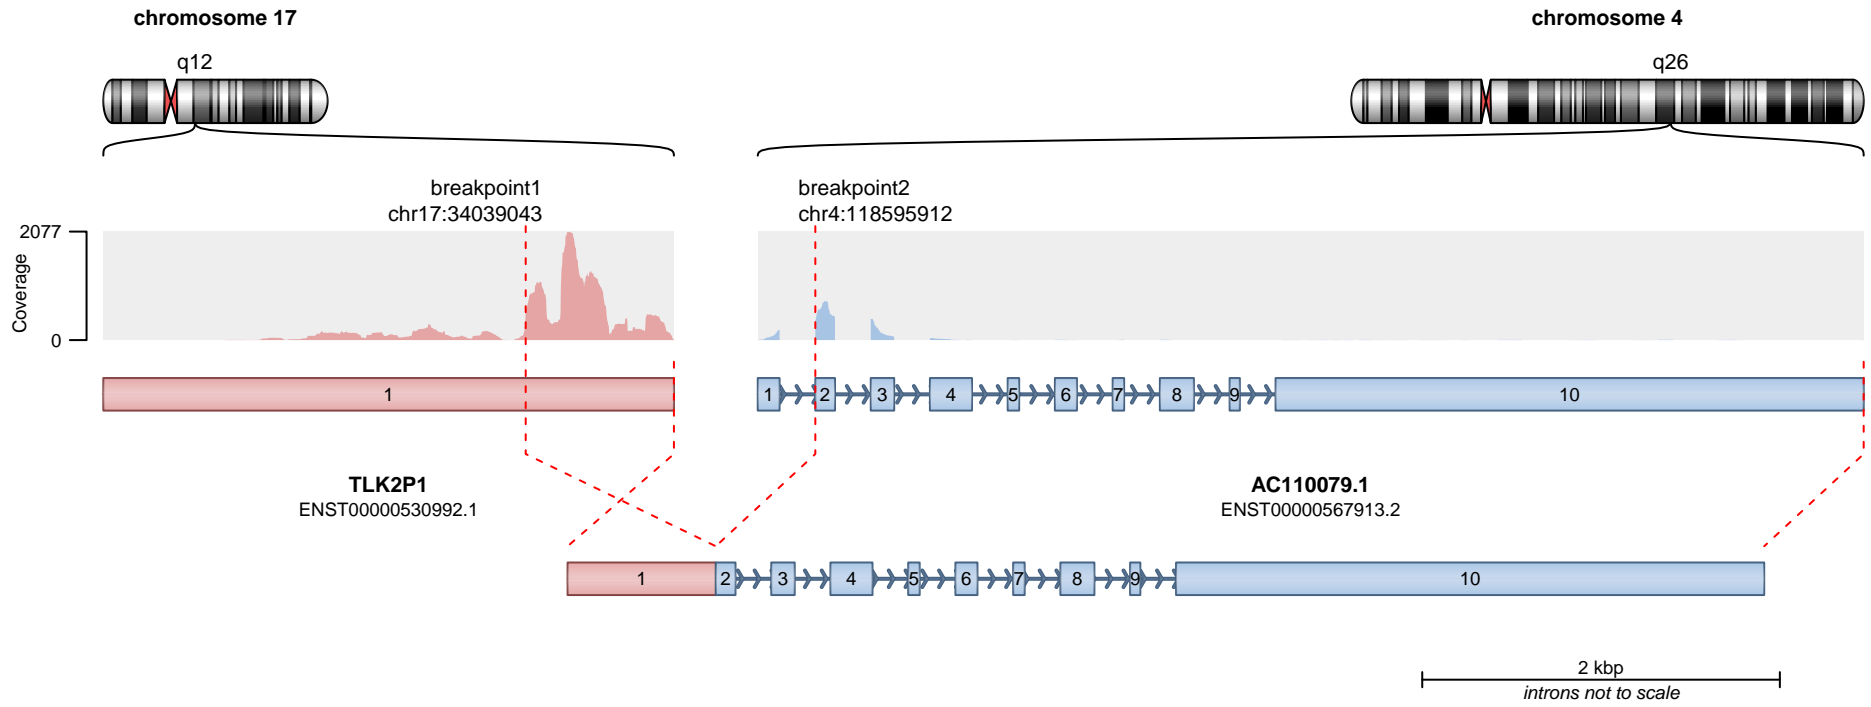 chromosome 17
chromosome 4
q12
q26
breakpoint1
chr17:34039043
breakpoint2
chr4:118595912
2077
Coverage
0
1
1 2 3 4 5 6 7 8 9 10
TLK2P1
ENST00000530992.1
AC110079.1
ENST00000567913.2
1 2 3 4 5 6 7 8 9 10
2 kbp
introns not to scale